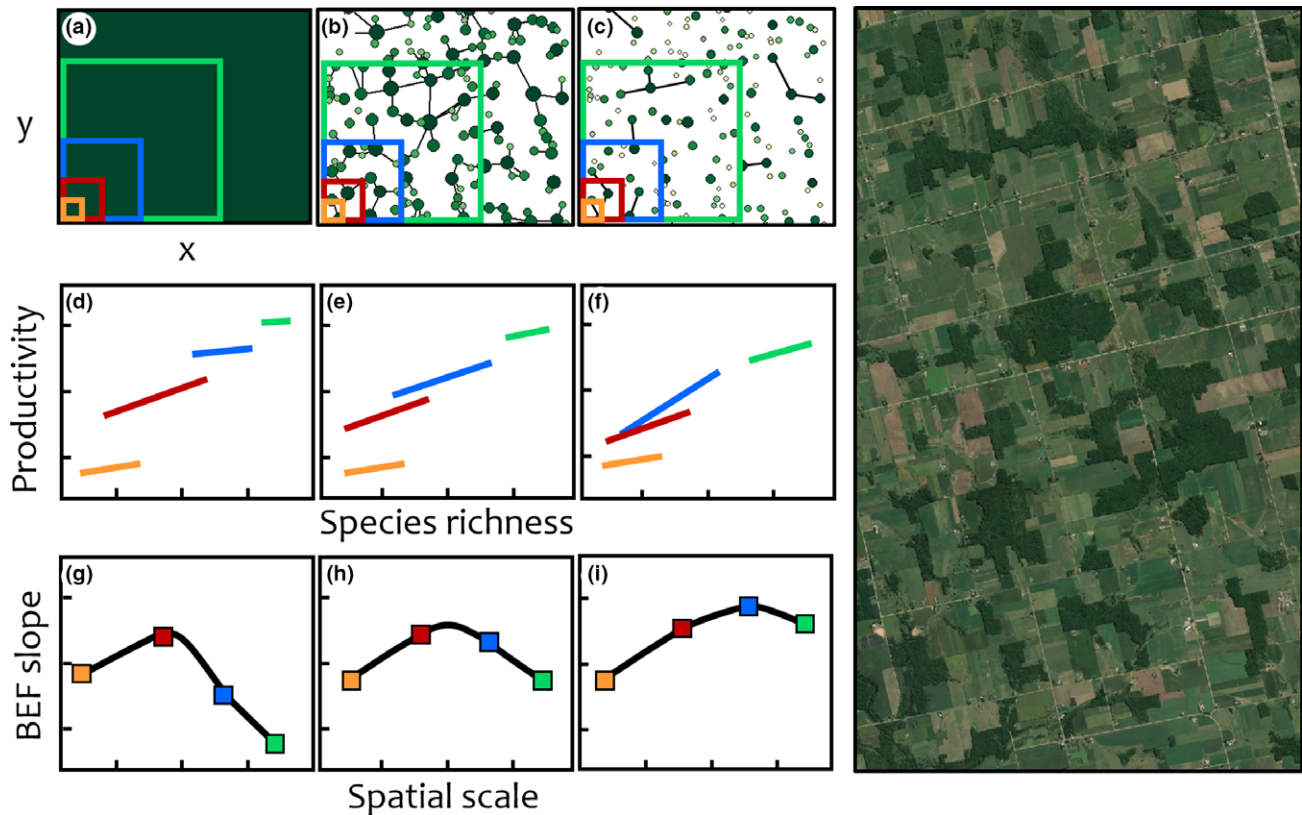 (a)
(b)
(c)
y
x
(d)
(e)
(f)
Productivity
Species richness
(g)
(h)
(i)
BEF slope
Spatial scale